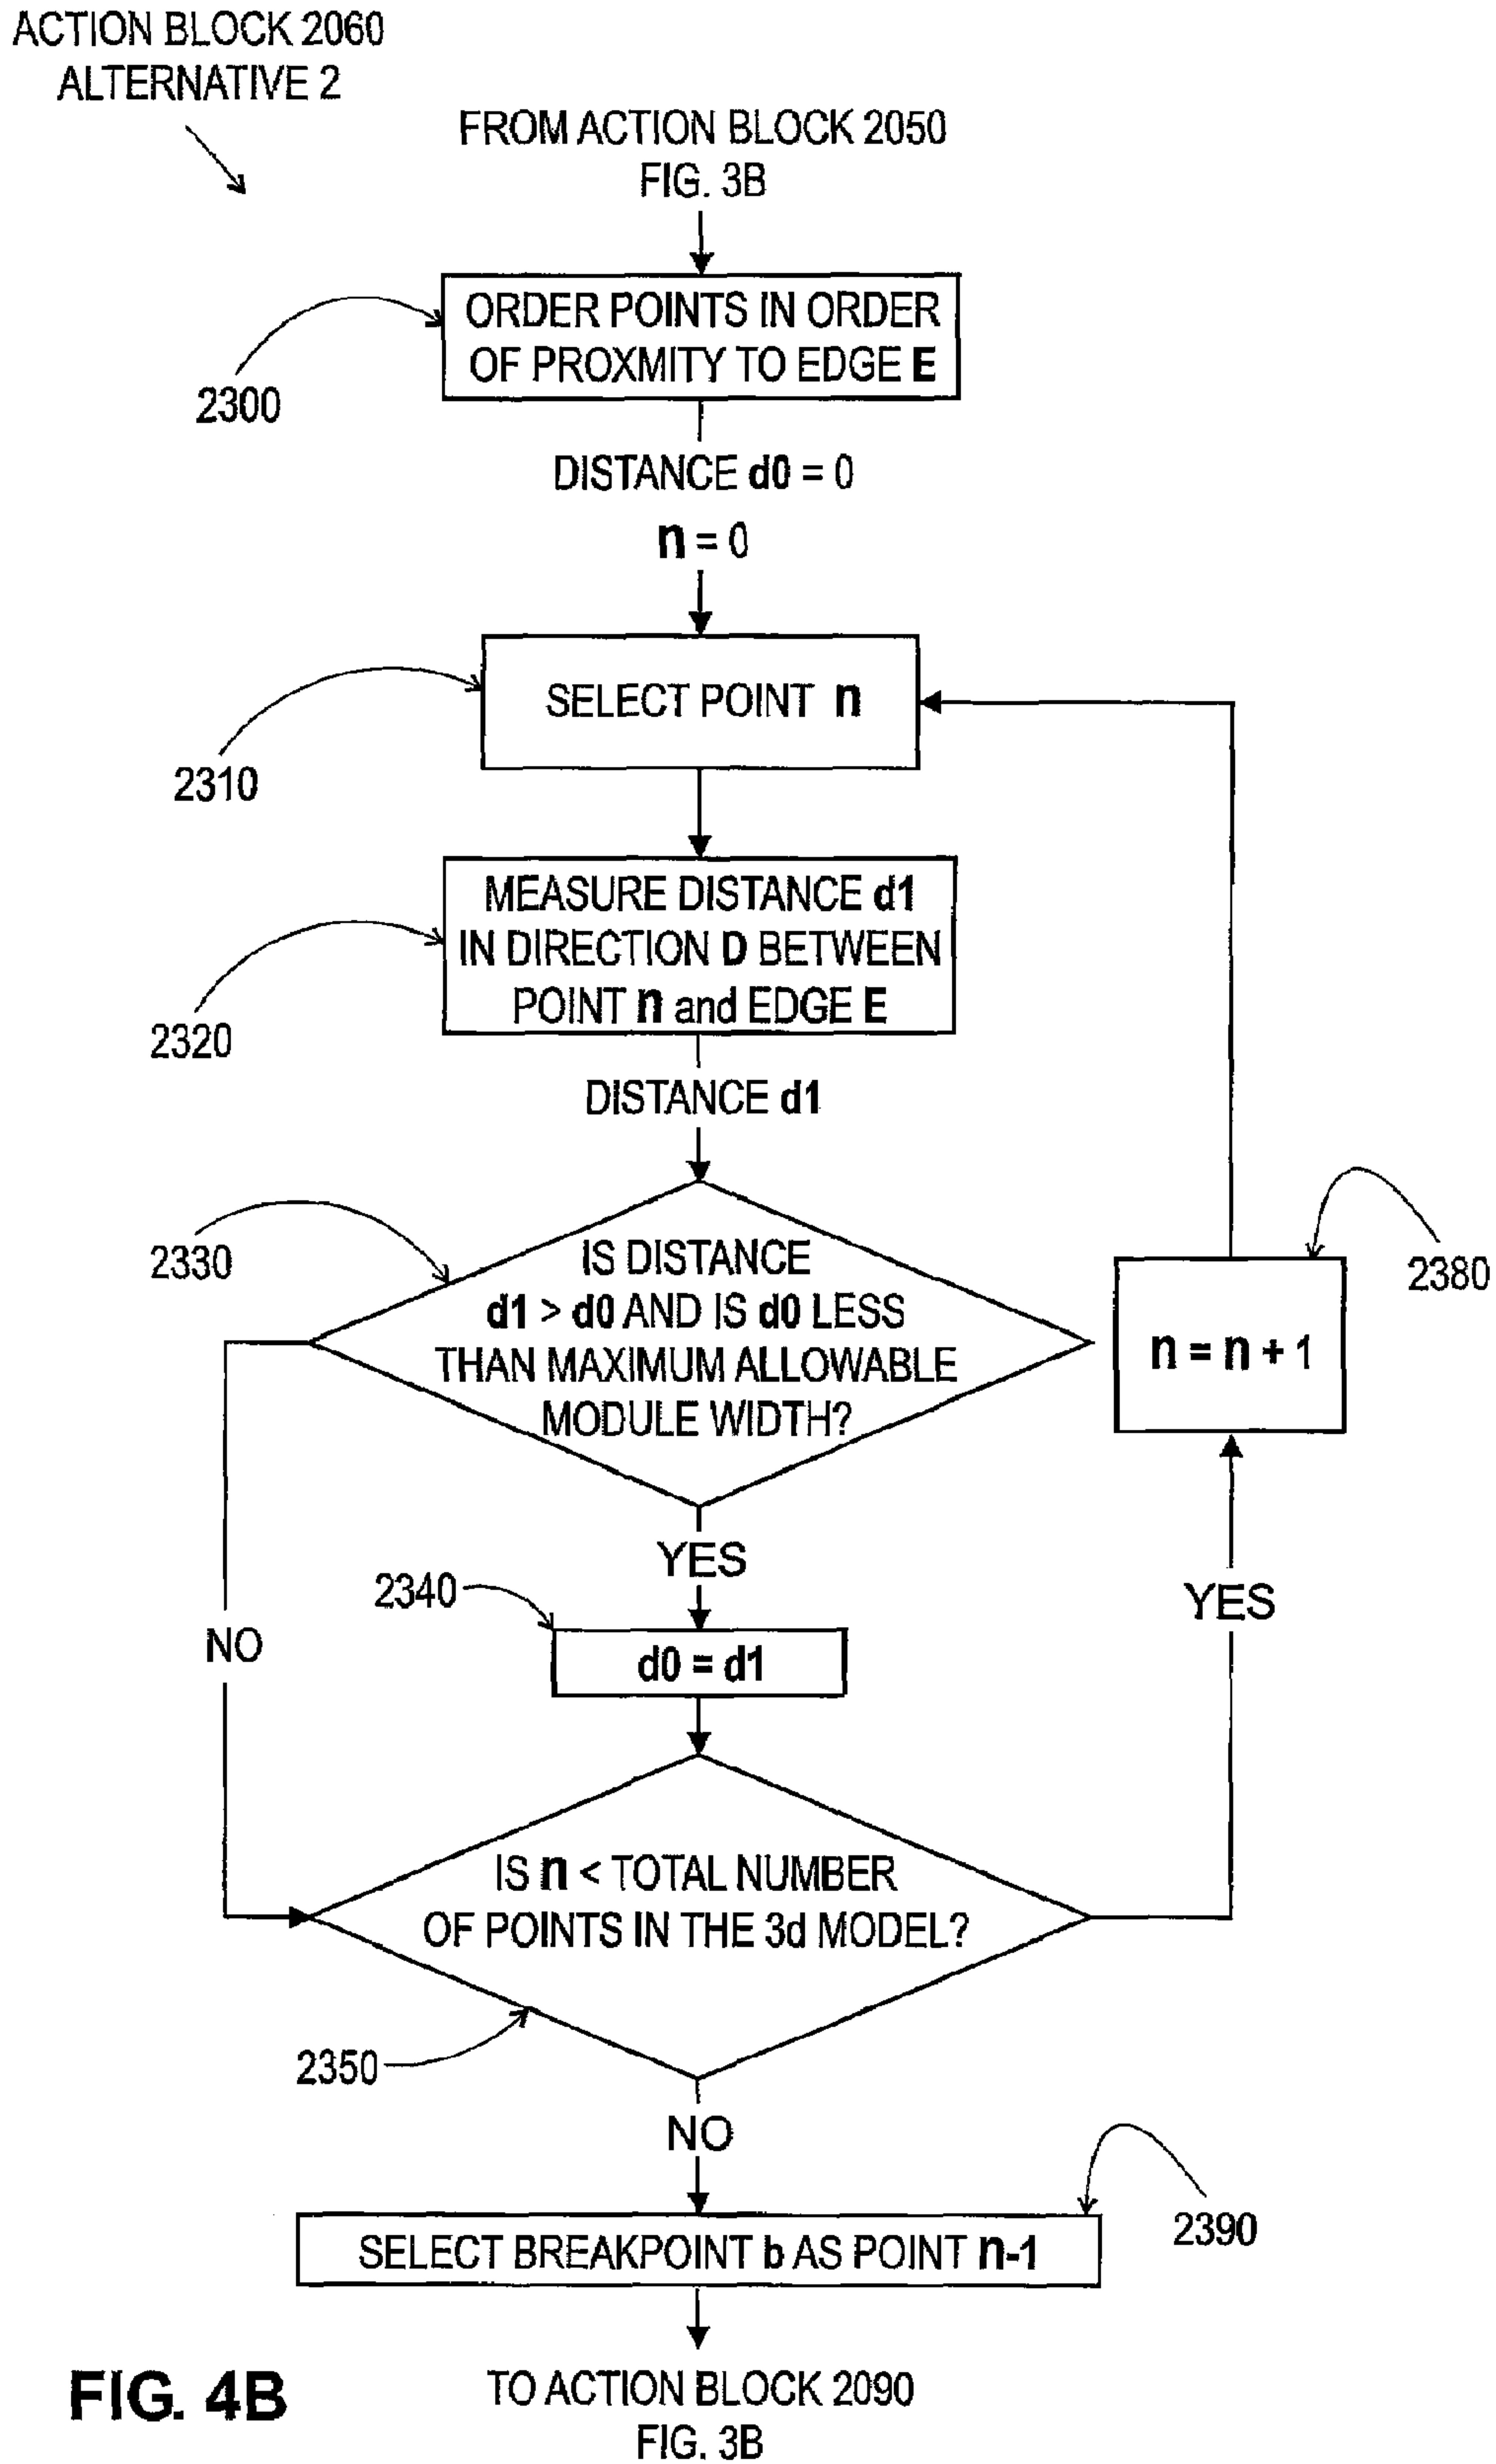 ACTION BLOCK 2060
ALTERNATIVE 2
FROM ACTION BLOCK 2050
FIG. 3B
ORDER POINTS IN ORDER
OF PROXMITY TO EDGE E
2300
DISTANCE d0 = 0
n = 0
SELECT POINT n
2310
MEASURE DISTANCE d1
IN DIRECTION D BETWEEN
POINT n and EDGE E
2320
DISTANCE d1
2330
IS DISTANCE
d1 > d0 AND IS d0 LESS
THAN MAXIMUM ALLOWABLE
MODULE WIDTH?
2380
n = n + 1
YES
2340
YES
NO
d0 = d1
IS n < TOTAL NUMBER
OF POINTS IN THE 3d MODEL?
2350
NO
2390
SELECT BREAKPOINT b AS POINT n-1
FIG. 4B
TO ACTION BLOCK 2090
FIG. 3B